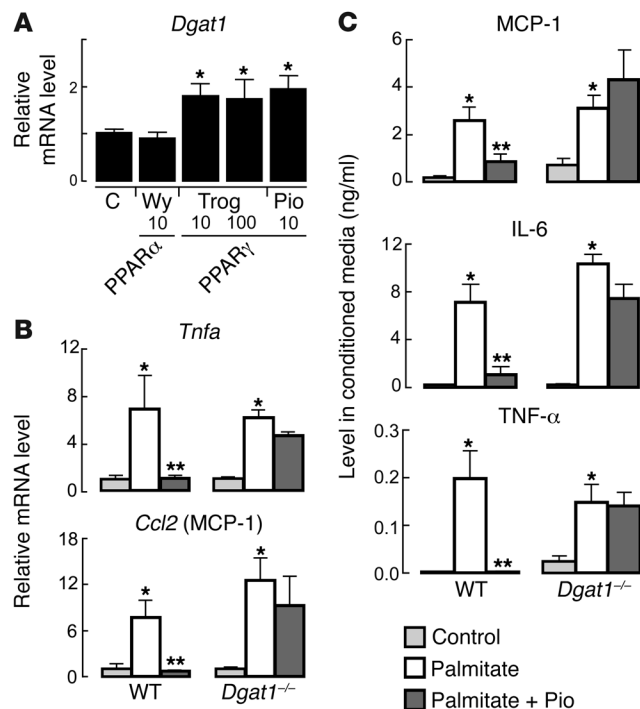 A
Dgat1
Relative
mRNA level
2
1
0
C Wy Trog Pio
10 10 100 10
PPARα PPARγ
B
Tnfa
Relative mRNA level
12
8
4
0
* ** *
Ccl2 (MCP-1)
18
12
6
0
* ** *
WT Dgat1–/–
C
MCP-1
Level in conditioned media (ng/ml)
6
4
2
0
* ** *
IL-6
12
8
4
0
* ** *
TNF-α
0.3
0.2
0.1
0.0
* ** *
WT Dgat1–/–
Control
Palmitate
Palmitate + Pio